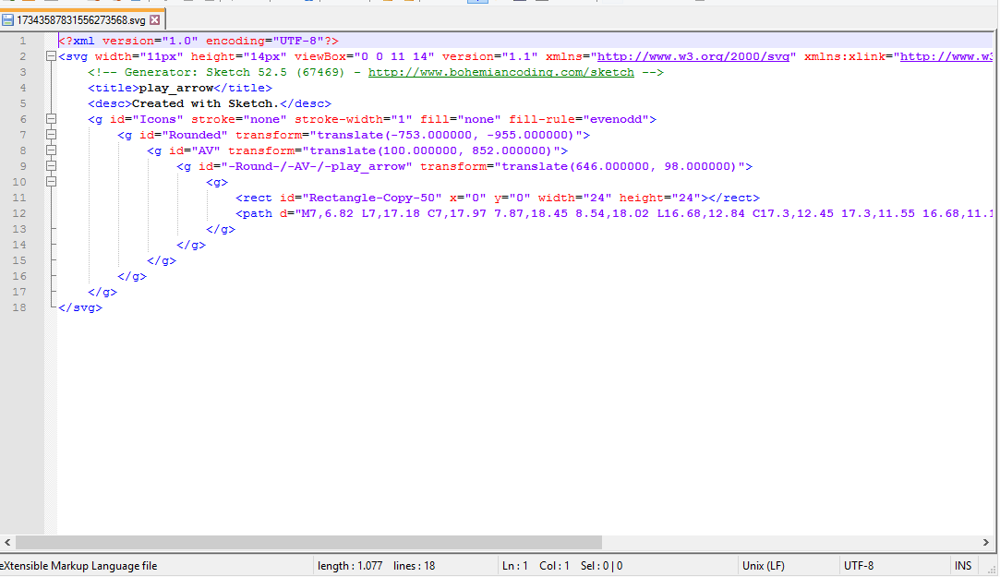 17343587831556273568.svg
1 <?xml version="1.0" encoding="UTF-8"?>
2 <svg width="11px" height="14px" viewBox="0 0 11 14" version="1.1" xmlns="http://www.w3.org/2000/svg" xmlns:xlink="http://www.w3
3 <!-- Generator: Sketch 52.5 (67469) - http://www.bohemiancoding.com/sketch -->
4 <title>play_arrow</title>
5 <desc>Created with Sketch.</desc>
6 <g id="Icons" stroke="none" stroke-width="1" fill="none" fill-rule="evenodd">
7 <g id="Rounded" transform="translate(-753.000000, -955.000000)">
8 <g id="AV" transform="translate(100.000000, 852.000000)">
9 <g id="-Round-/-AV-/-play_arrow" transform="translate(646.000000, 98.000000)">
10 <g>
11 <rect id="Rectangle-Copy-50" x="0" y="0" width="24" height="24"></rect>
12 <path d="M7,6.82 L7,17.18 C7,17.97 7.87,18.45 8.54,18.02 L16.68,12.84 C17.3,12.45 17.3,11.55 16.68,11.1
13 </g>
14 </g>
15 </g>
16 </g>
17 </g>
18 </svg>
eXtensible Markup Language file length : 1.077 lines : 18 Ln : 1 Col : 1 Sel : 0 | 0 Unix (LF) UTF-8 INS